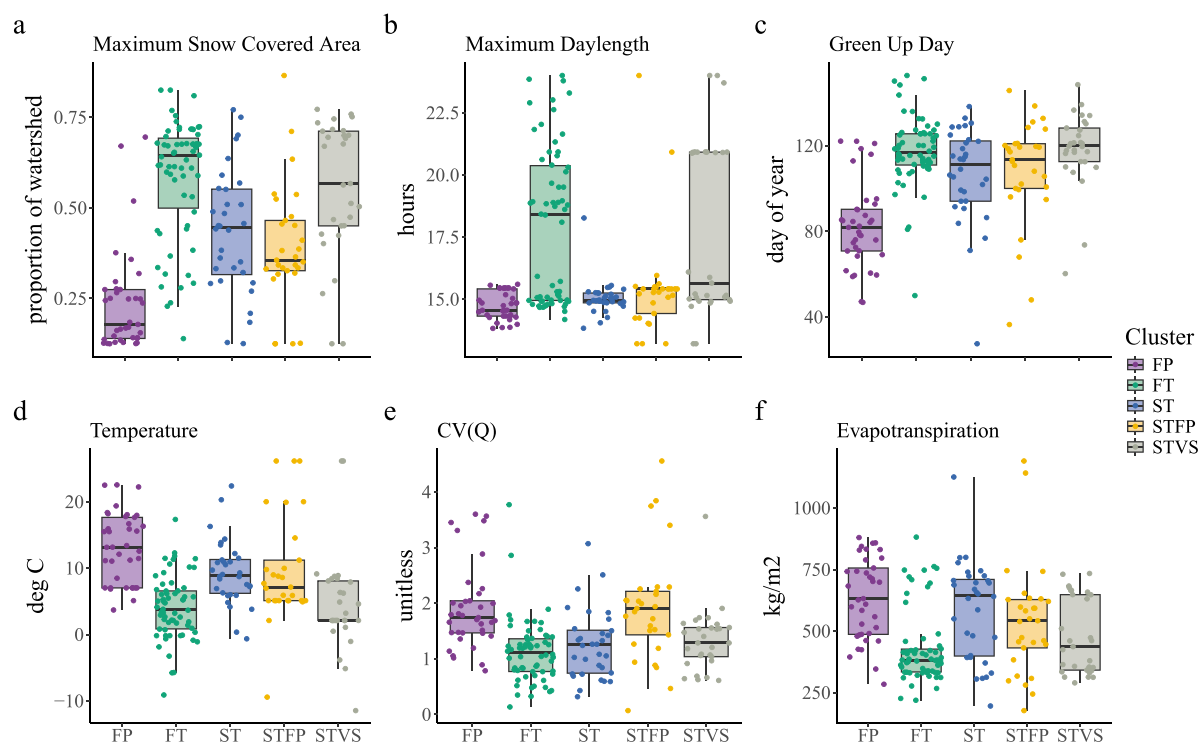 a
Maximum Snow Covered Area
proportion of watershed
0.75
0.50
0.25
b
Maximum Daylength
hours
22.5
20.0
17.5
15.0
c
Green Up Day
day of year
120
80
40
Cluster
FP
FT
ST
STFP
STVS
d
Temperature
deg C
20
10
0
−10
FP FT ST STFP STVS
e
CV(Q)
unitless
4
3
2
1
0
FP FT ST STFP STVS
f
Evapotranspiration
kg/m2
1000
750
500
250
FP FT ST STFP STVS